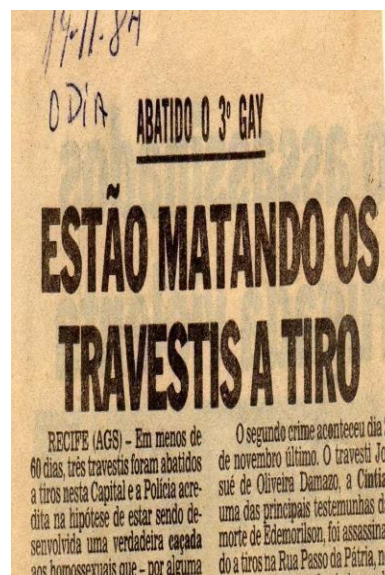 14-11-84
O DIA
ABATIDO O 3º GAY
ESTÃO MATANDO OS
TRAVESTIS A TIRO
RECIFE (AGS) – Em menos de
60 dias, três travestis foram abatidos
a tiros nesta Capital e a Polícia acre-
dita na hipótese de estar sendo de-
senvolvida uma verdadeira caçada
aos homossexuais que – por alguma
O segundo crime aconteceu dia
de novembro último. O travesti Jo
sué de Oliveira Damazo, a Cintia
uma das principais testemunhas d
morte de Edemorilson, foi assassina
do a tiros na Rua Passo da Pátria, n